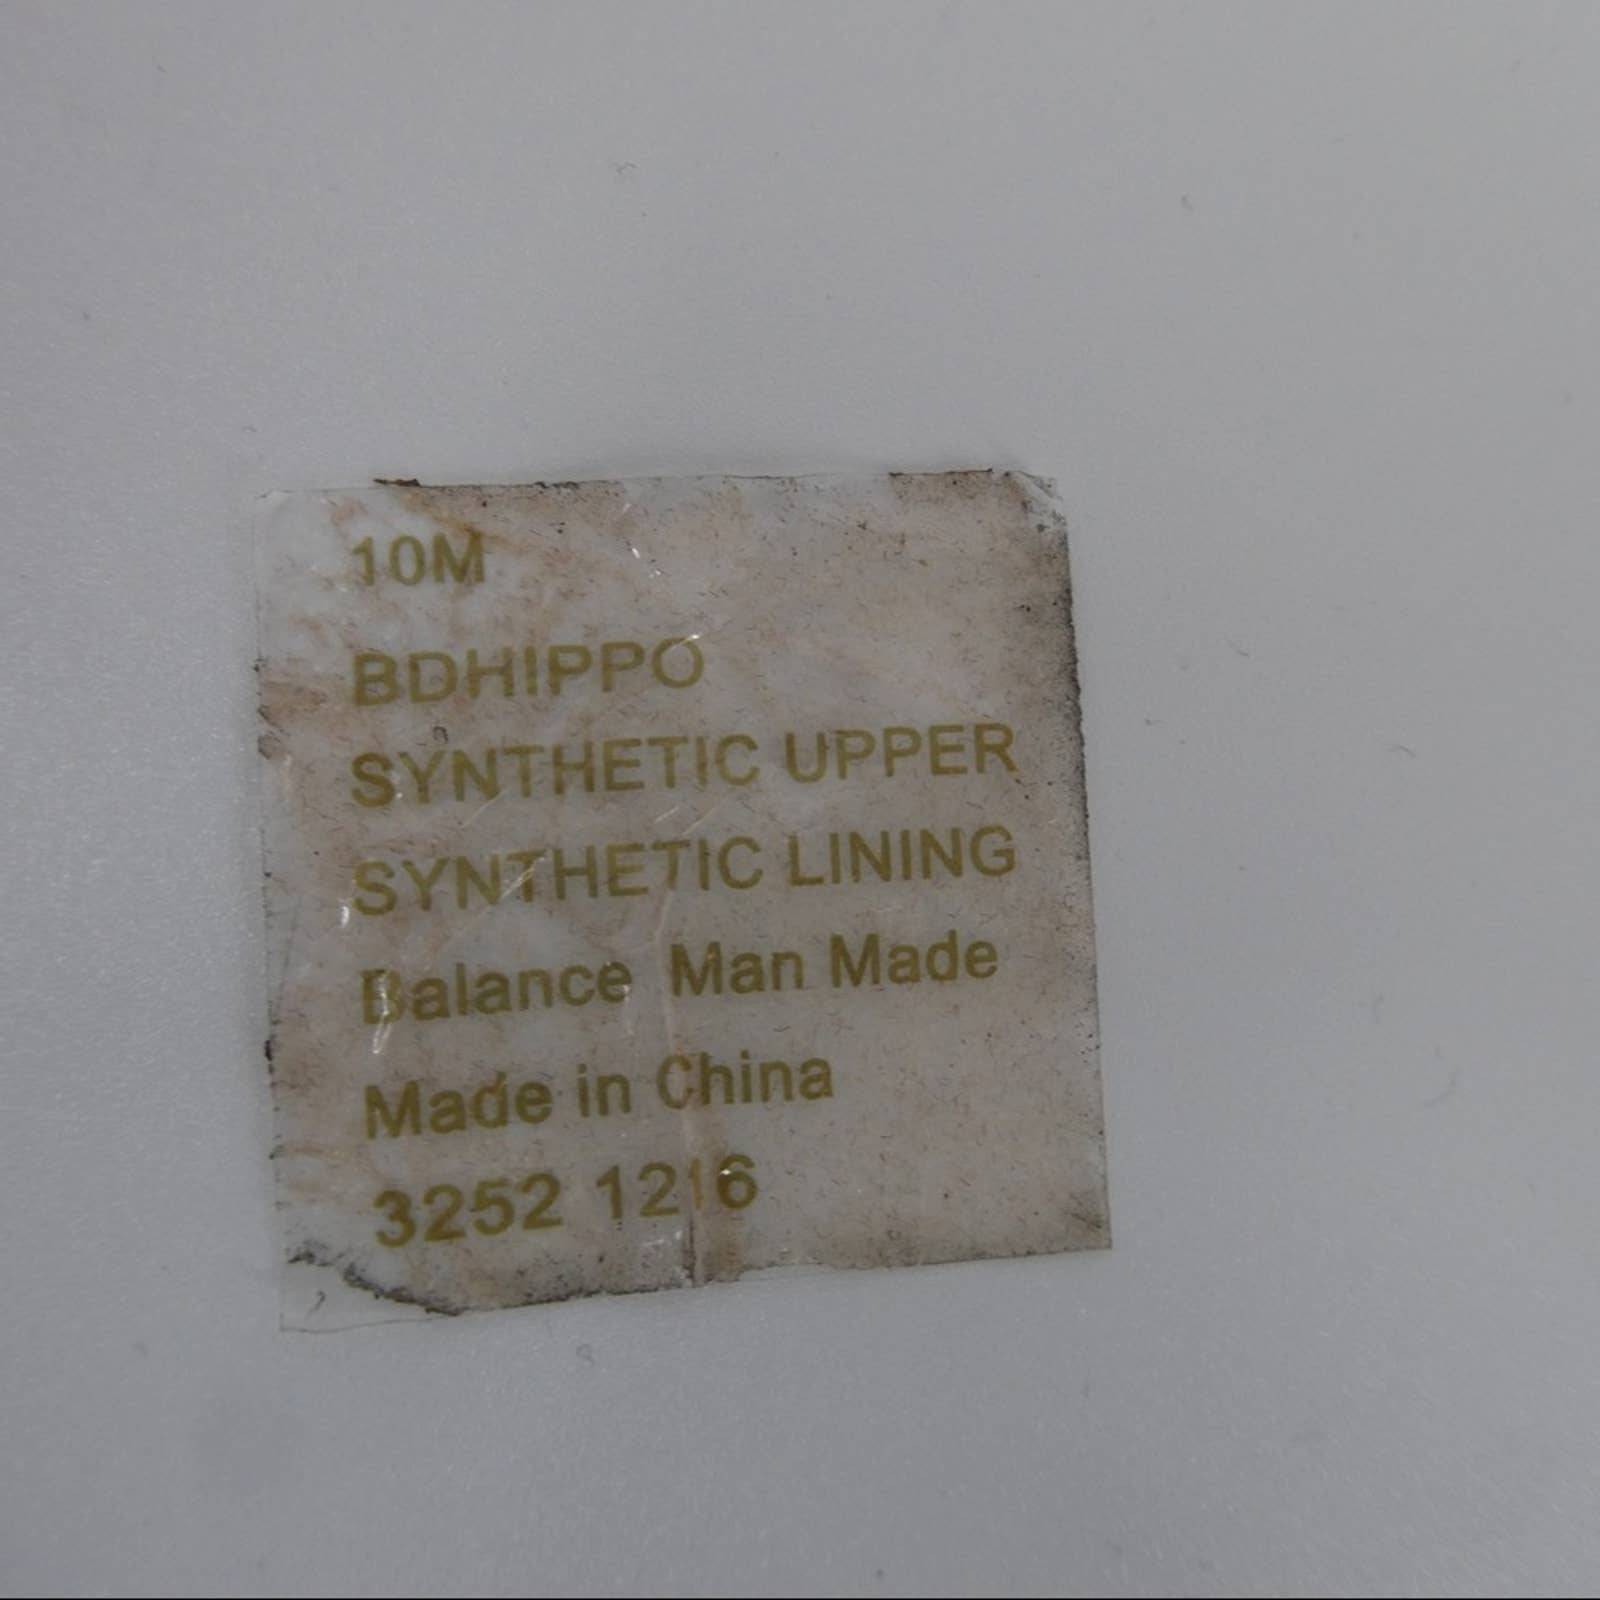 10M
BDHIPPO
SYNTHETIC UPPER
SYNTHETIC LINING
Balance Man Made
Made in China
3252 1216